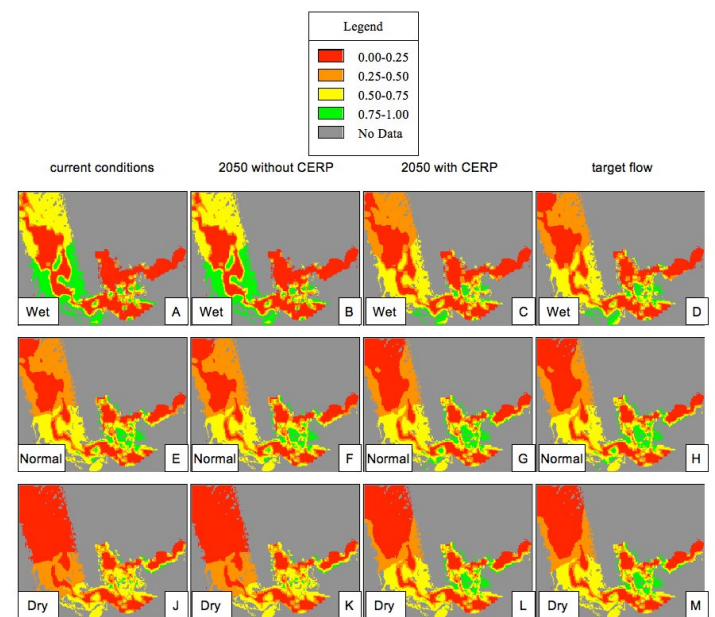 Legend
0.00-0.25
0.25-0.50
0.50-0.75
0.75-1.00
No Data
current conditions 2050 without CERP 2050 with CERP target flow
Wet A Wet B Wet C Wet D
Normal E Normal F Normal G Normal H
Dry J Dry K Dry L Dry M